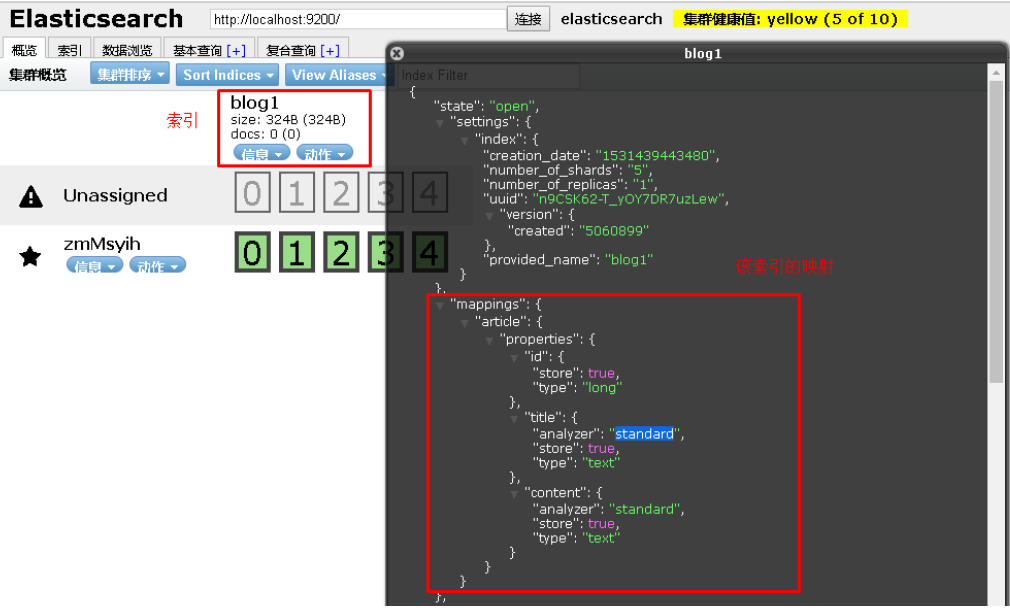 Elasticsearch
http://localhost:9200/
连接
elasticsearch
集群健康值: yellow (5 of 10)
概览
索引
数据浏览
基本查询 [+]
复合查询 [+]
集群概览
集群排序
Sort Indices
View Aliases
Index Filter
索引
blog1
size: 324B (324B)
docs: 0 (0)
信息
动作
Unassigned
0 1 2 3 4
zmMsyih
信息
动作
0 1 2 3 4
blog1
{
"state": "open",
"settings": {
"index": {
"creation_date": "1531439443480",
"number_of_shards": "5",
"number_of_replicas": "1",
"uuid": "n9CSK62-T_yOY7DR7uzLew",
"version": {
"created": "5060899"
},
"provided_name": "blog1"
}
},
该索引的映射
"mappings": {
"article": {
"properties": {
"id": {
"store": true,
"type": "long"
},
"title": {
"analyzer": "standard",
"store": true,
"type": "text"
},
"content": {
"analyzer": "standard",
"store": true,
"type": "text"
}
}
}
},